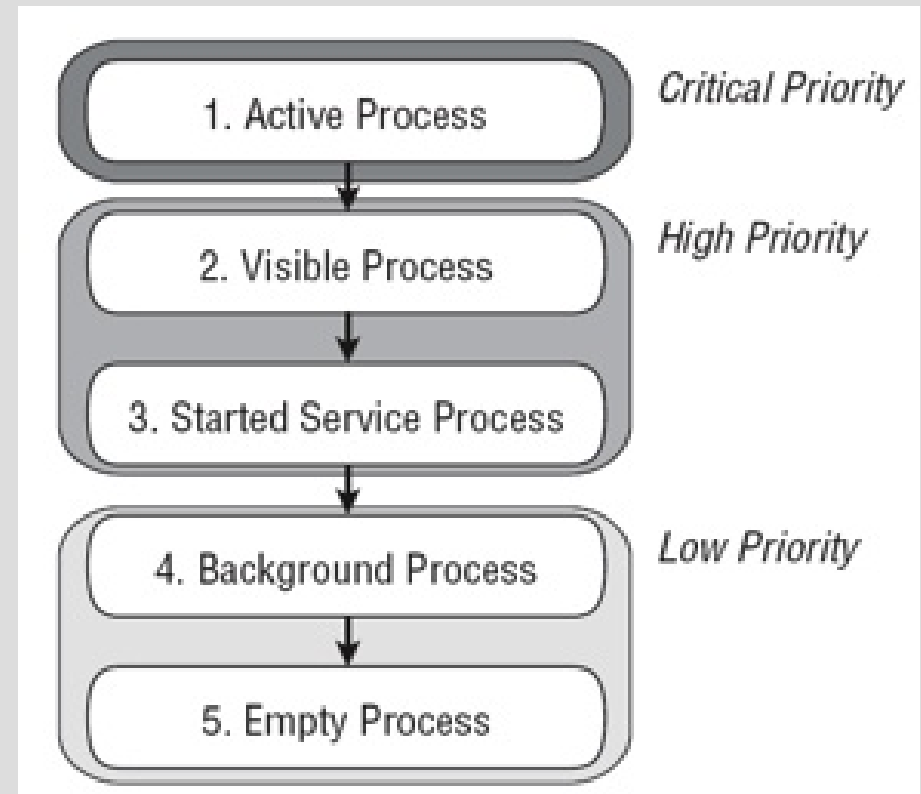 1. Active Process
Critical Priority
2. Visible Process
High Priority
3. Started Service Process
4. Background Process
Low Priority
5. Empty Process